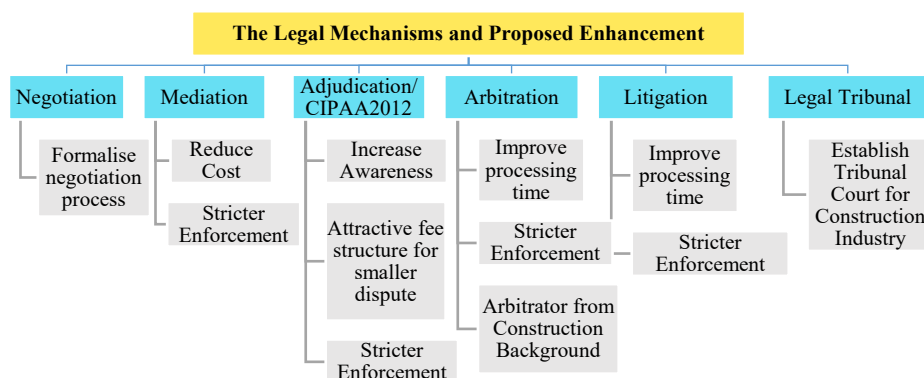 The Legal Mechanisms and Proposed Enhancement
Negotiation
Formalise
negotiation
process
Mediation
Reduce
Cost
Stricter
Enforcement
Adjudication/
CIPAA2012
Increase
Awareness
Attractive fee
structure for
smaller
dispute
Stricter
Enforcement
Arbitration
Improve
processing
time
Stricter
Enforcement
Arbitrator from
Construction
Background
Litigation
Improve
processing
time
Stricter
Enforcement
Legal Tribunal
Establish
Tribunal
Court for
Construction
Industry